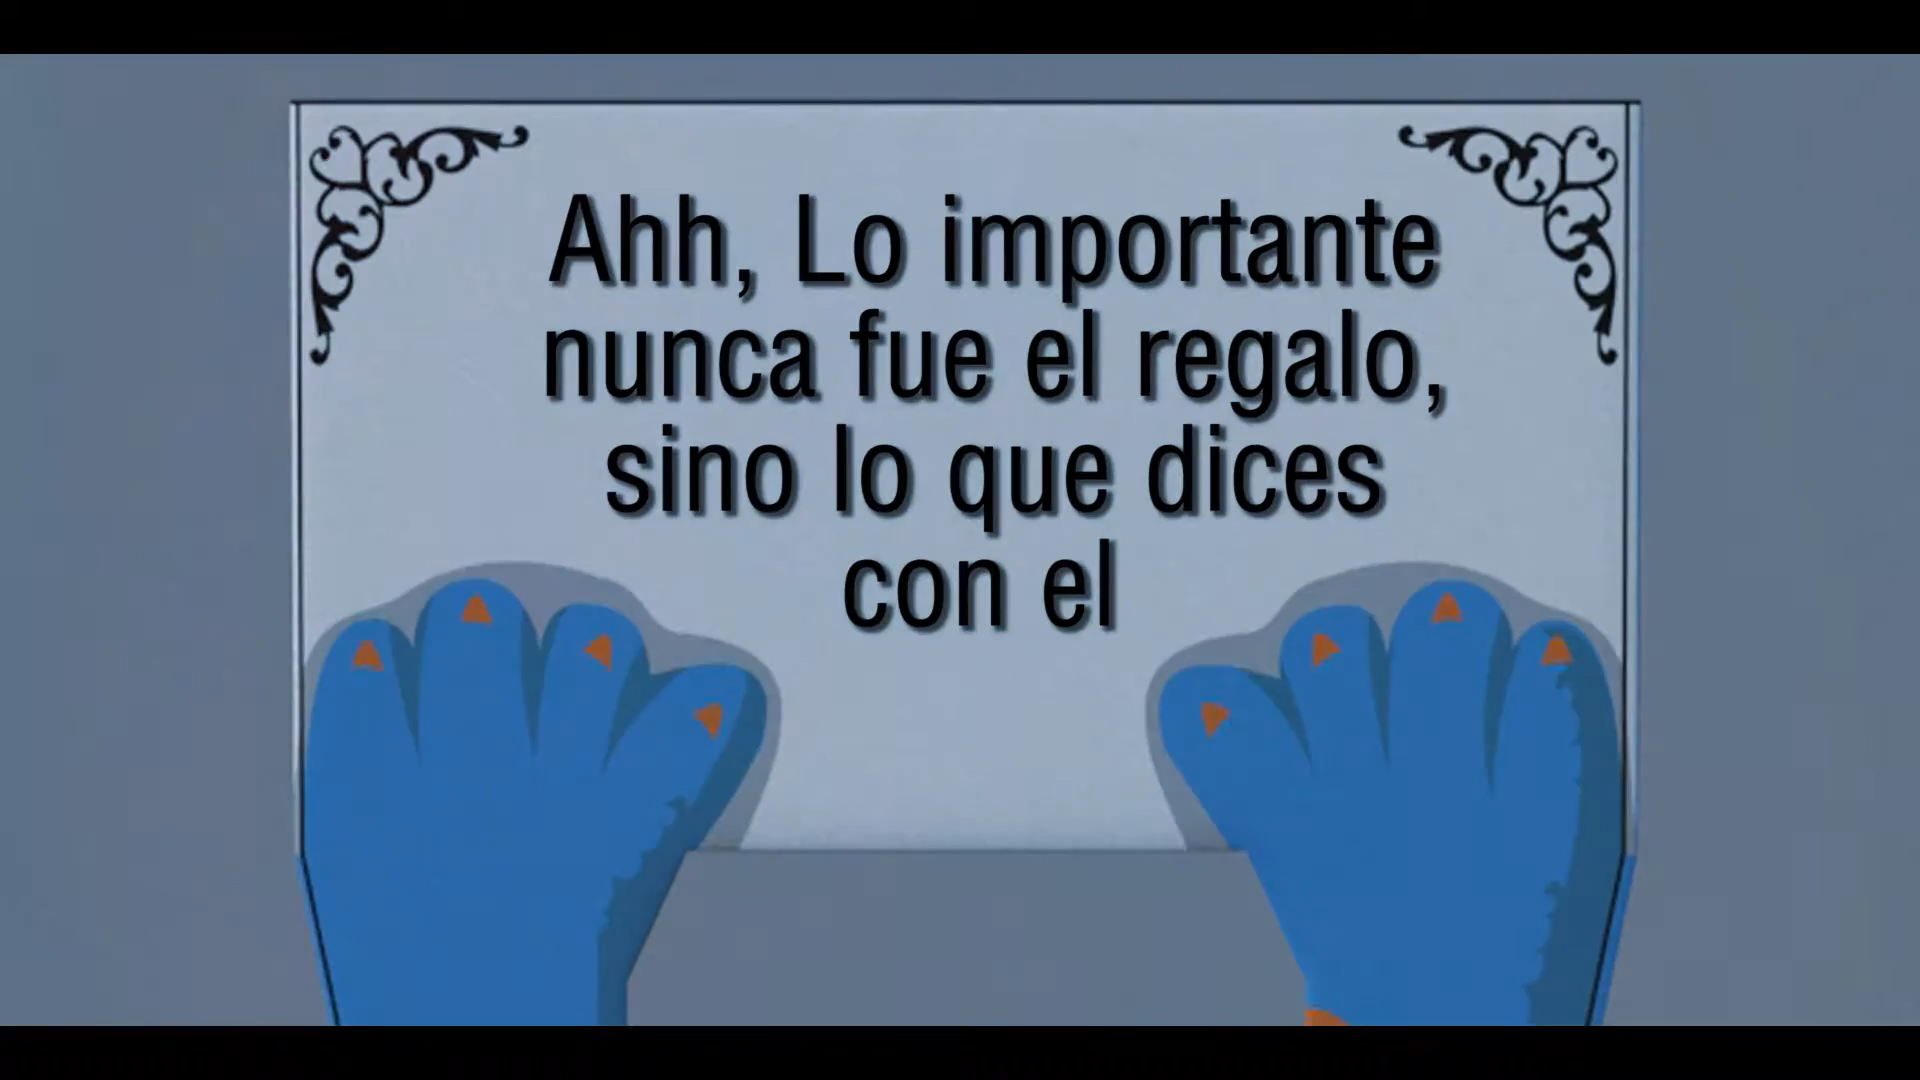 Ahh, Lo importante
nunca fue el regalo,
sino lo que dices
con el